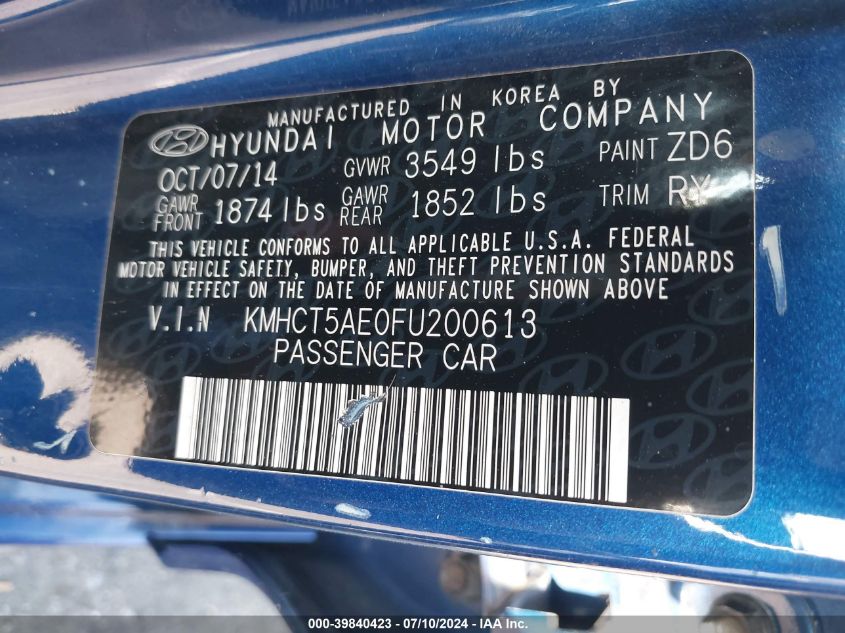 MANUFACTURED IN KOREA BY
HYUNDAI MOTOR COMPANY
OCT/07/14 GVWR 3549 lbs PAINT ZD6
GAWR FRONT 1874 lbs GAWR REAR 1852 lbs TRIM RY
THIS VEHICLE CONFORMS TO ALL APPLICABLE U.S.A. FEDERAL
MOTOR VEHICLE SAFETY, BUMPER, AND THEFT PREVENTION STANDARDS
IN EFFECT ON THE DATE OF MANUFACTURE SHOWN ABOVE
V.I.N KMHCT5AE0FU200613
PASSENGER CAR
000-39840423 - 07/10/2024 - IAA Inc.